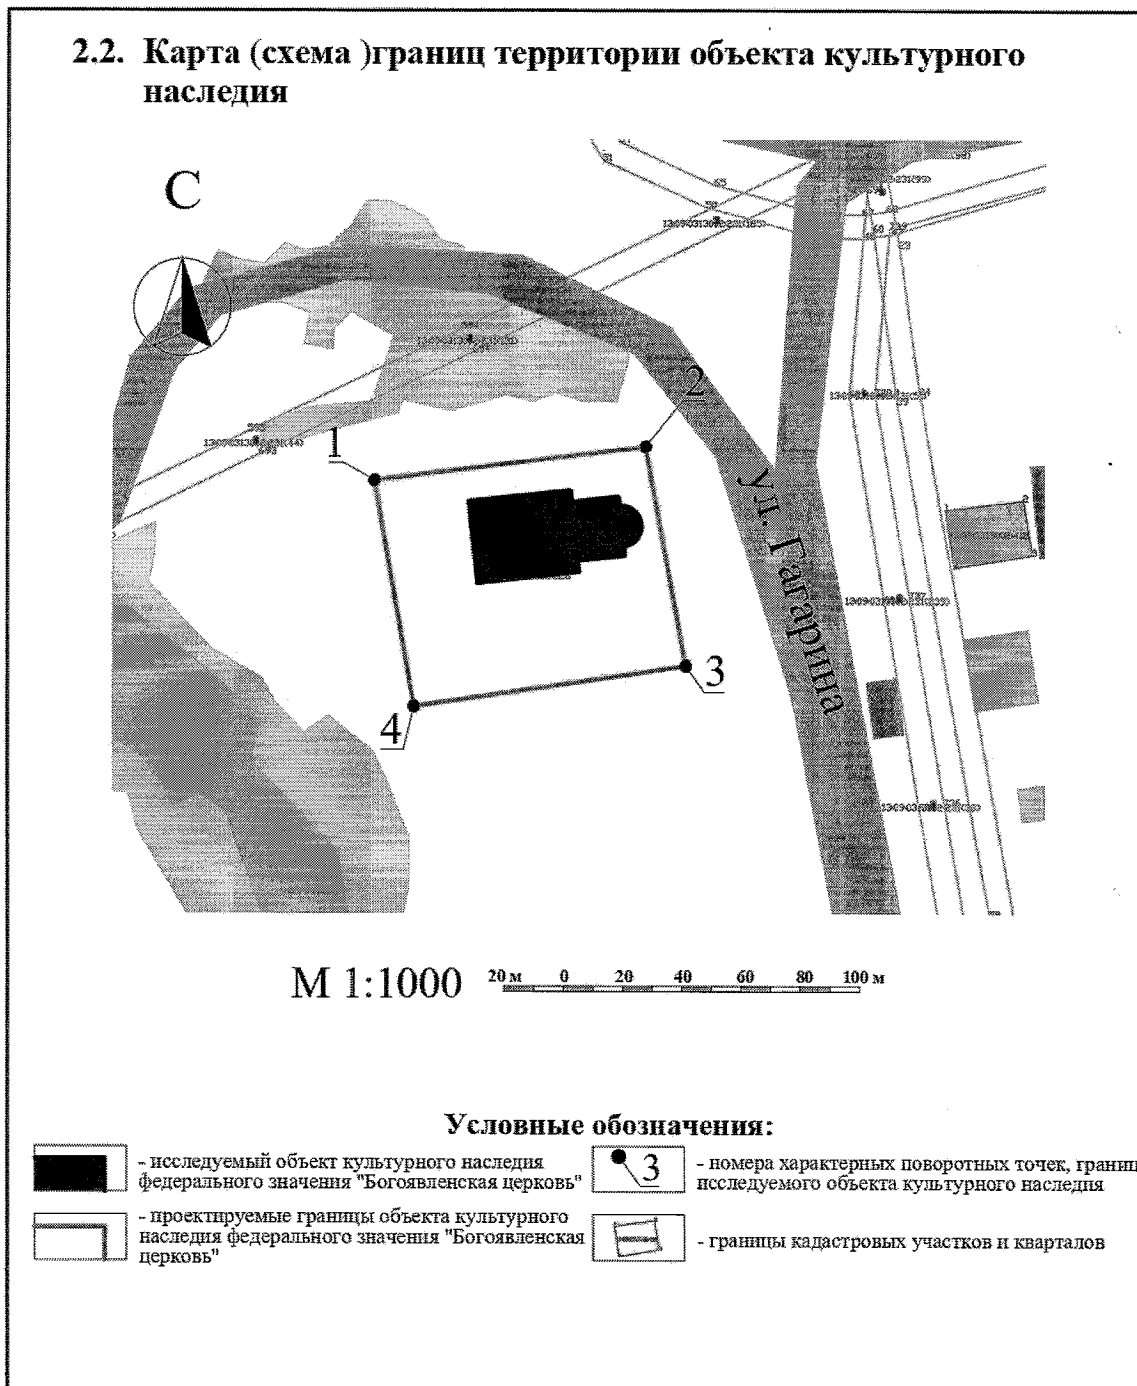 2.2. Карта (схема )границ территории объекта культурного
наследия
С
1
2
3
4
ул. Гагарина
М 1:1000
20 м 0 20 40 60 80 100 м
Условные обозначения:
- исследуемый объект культурного наследия
федерального значения "Богоявленская церковь"
- проектируемые границы объекта культурного
наследия федерального значения "Богоявленская
церковь"
3
- номера характерных поворотных точек, границ
исследуемого объекта культурного наследия
- границы кадастровых участков и кварталов